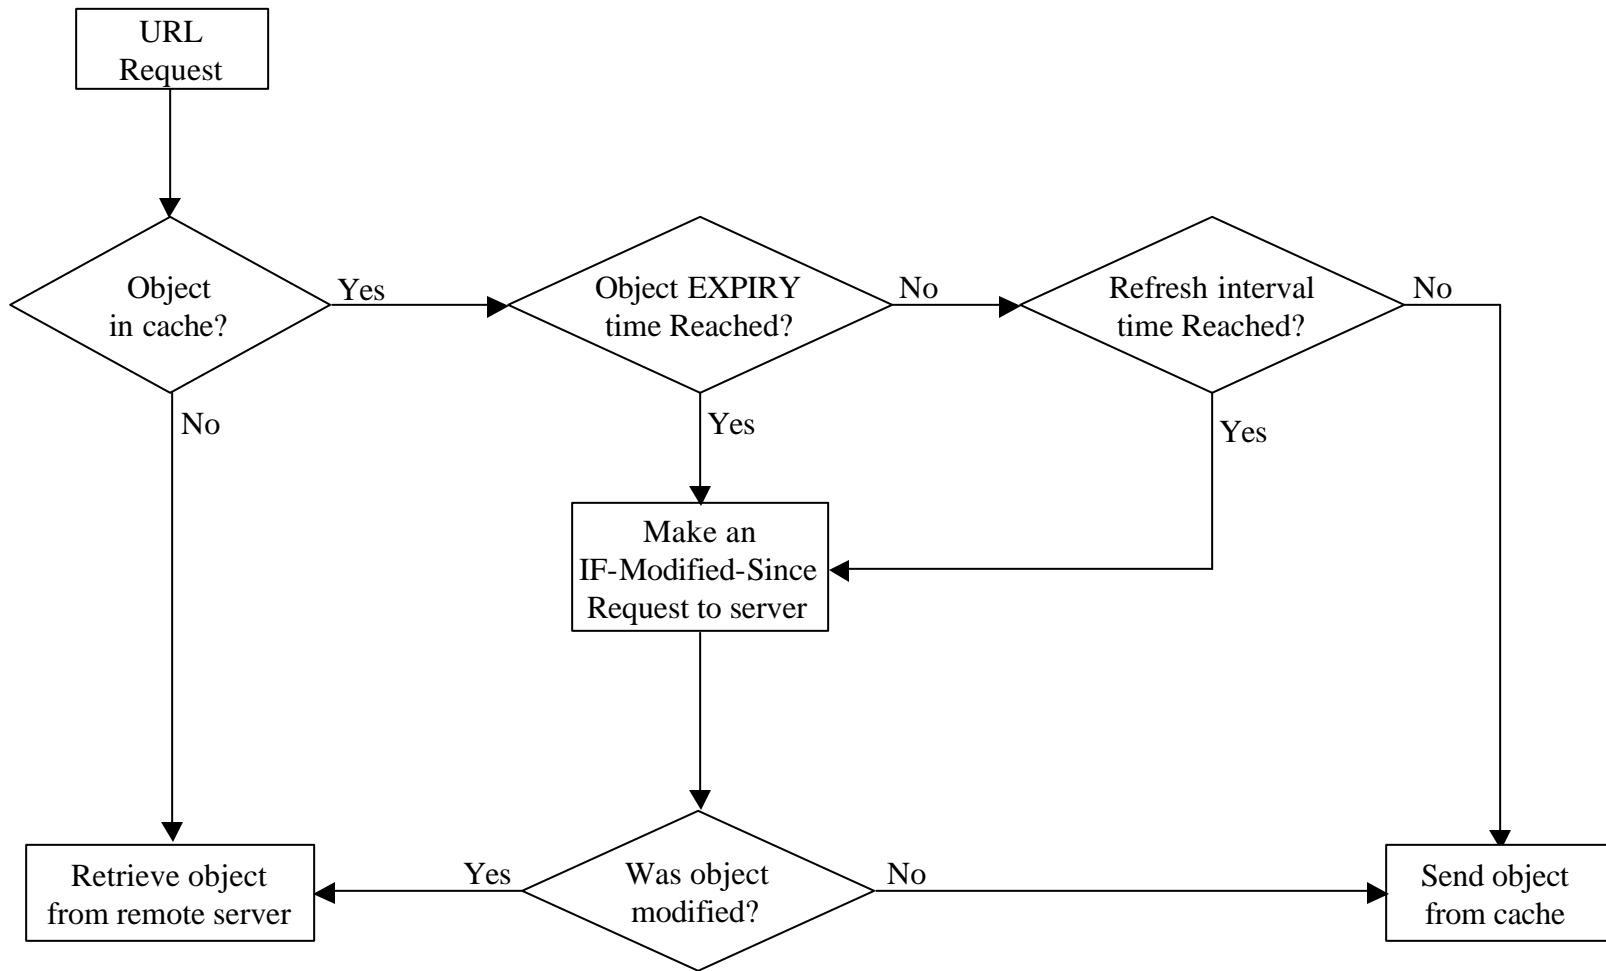 URL
Request
Object
in cache?
Yes
Object EXPIRY
time Reached?
No
Refresh interval
time Reached?
No
No
Yes
Yes
Make an
IF-Modified-Since
Request to server
Retrieve object
from remote server
Yes
Was object
modified?
No
Send object
from cache